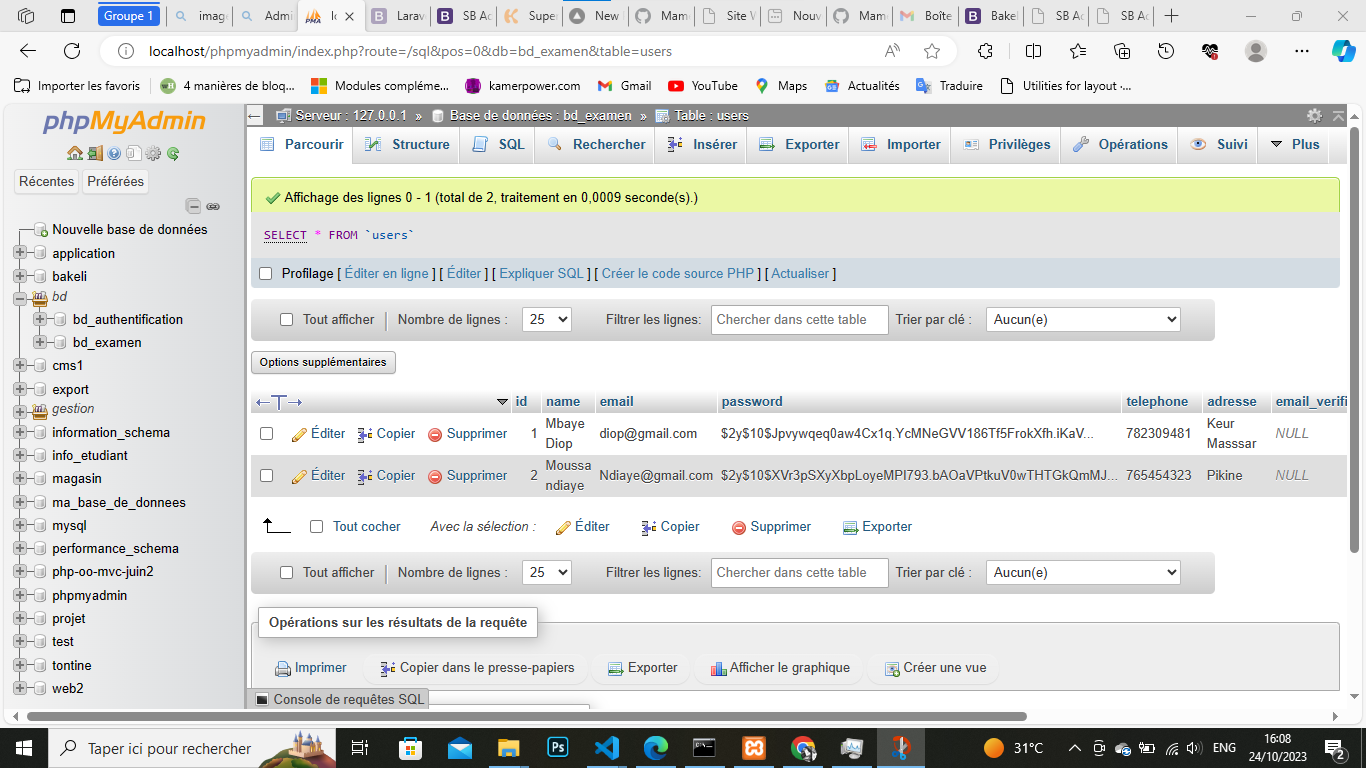 Groupe 1
imag
Admi
lo
Larav
SB Ad
Supe
New
Mam
Site V
Nouv
Mam
Boîte
Bake
SB Ad
SB Ad
localhost/phpmyadmin/index.php?route=/sql&pos=0&db=bd_examen&table=users
Importer les favoris
4 manières de bloq...
Modules compléme...
kamerpower.com
Gmail
YouTube
Maps
Actualités
Traduire
Utilities for layout ·...
phpMyAdmin
Récentes Préférées
Nouvelle base de données
application
bakeli
bd
bd_authentification
bd_examen
cms1
export
gestion
information_schema
info_etudiant
magasin
ma_base_de_donnees
mysql
performance_schema
php-oo-mvc-juin2
phpmyadmin
projet
test
tontine
web2
Serveur : 127.0.0.1 » Base de données : bd_examen » Table : users
Parcourir Structure SQL Rechercher Insérer Exporter Importer Privilèges Opérations Suivi Plus
Affichage des lignes 0 - 1 (total de 2, traitement en 0,0009 seconde(s).)
SELECT * FROM `users`
Profilage [ Éditer en ligne ] [ Éditer ] [ Expliquer SQL ] [ Créer le code source PHP ] [ Actualiser ]
Tout afficher Nombre de lignes : 25 Filtrer les lignes: Chercher dans cette table Trier par clé : Aucun(e)
Options supplémentaires
id name email password telephone adresse email_verifi
Éditer Copier Supprimer 1 Mbaye Diop diop@gmail.com $2y$10$Jpvywqeq0aw4Cx1q.YcMNeGVV186Tf5FrokXfh.iKaV... 782309481 Keur Masssar NULL
Éditer Copier Supprimer 2 Moussa ndiaye Ndiaye@gmail.com $2y$10$XVr3pSXyXbpLoyeMPI793.bAOaVPtkuV0wTHTGkQmMJ... 765454323 Pikine NULL
Tout cocher Avec la sélection : Éditer Copier Supprimer Exporter
Tout afficher Nombre de lignes : 25 Filtrer les lignes: Chercher dans cette table Trier par clé : Aucun(e)
Opérations sur les résultats de la requête
Imprimer Copier dans le presse-papiers Exporter Afficher le graphique Créer une vue
Console de requêtes SQL
Taper ici pour rechercher
31°C
ENG
16:08
24/10/2023
2